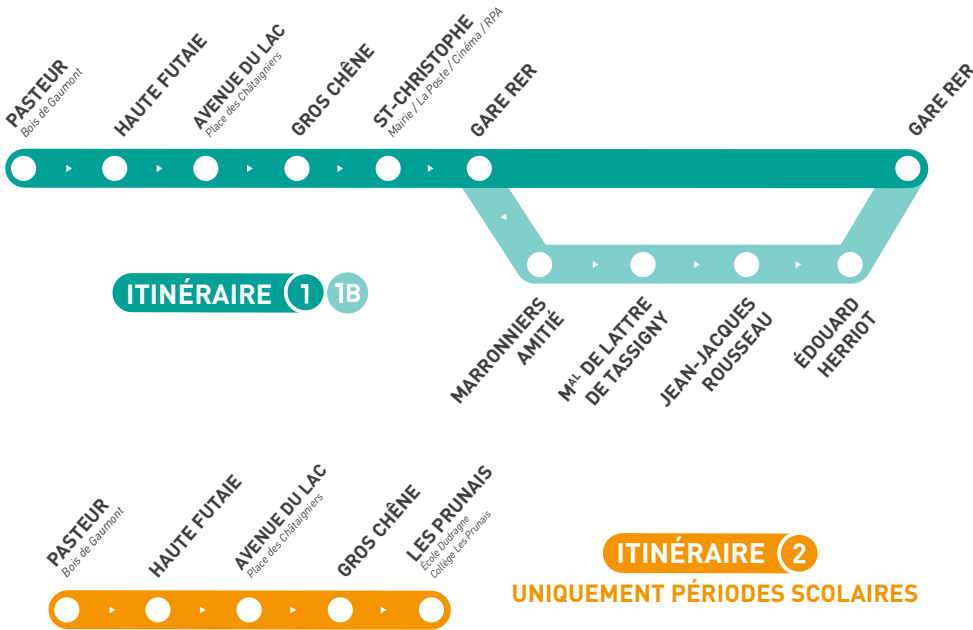 PASTEUR
Bois de Gaumont
HAUTE FUTAIE
AVENUE DU LAC
Place des Châtaigniers
GROS CHÊNE
ST-CHRISTOPHE
Mairie / La Poste / Cinéma / RPA
GARE RER
GARE RER
ITINÉRAIRE 1 1B
MARRONNIERS
AMITIÉ
MAL DE LATTRE
DE TASSIGNY
JEAN-JACQUES
ROUSSEAU
ÉDOUARD
HERRIOT
PASTEUR
Bois de Gaumont
HAUTE FUTAIE
AVENUE DU LAC
Place des Châtaigniers
GROS CHÊNE
LES PRUNAIS
École Dudragne
Collège Les Prunais
ITINÉRAIRE 2
UNIQUEMENT PÉRIODES SCOLAIRES